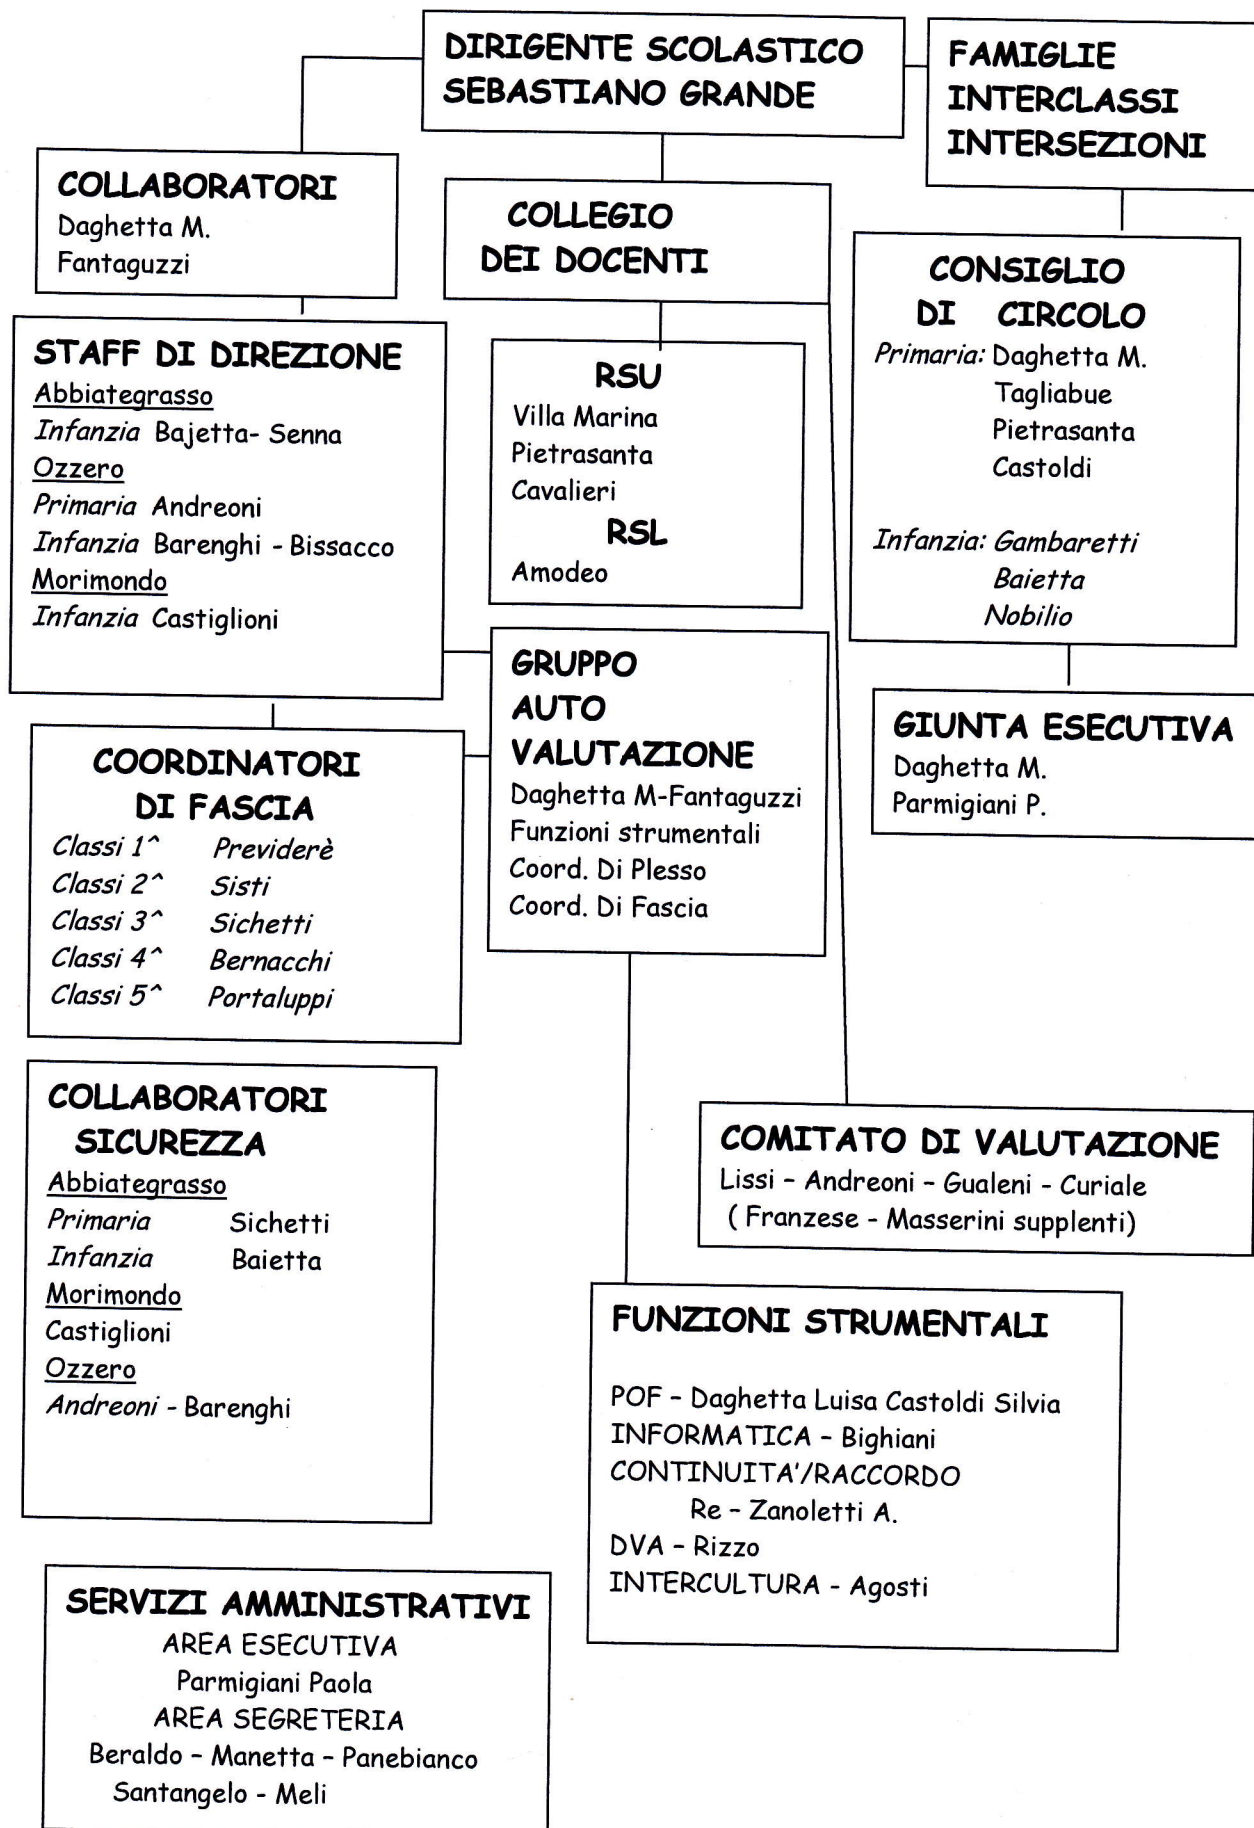 DIRIGENTE SCOLASTICO
SEBASTIANO GRANDE
FAMIGLIE
INTERCLASSI
INTERSEZIONI
COLLABORATORI
Daghetta M.
Fantaguzzi
COLLEGIO
DEI DOCENTI
CONSIGLIO
DI CIRCOLO
Primaria: Daghetta M.
Tagliabue
Pietrasanta
Castoldi
Infanzia: Gambaretti
Baietta
Nobilio
STAFF DI DIREZIONE
Abbiategrasso
Infanzia Bajetta- Senna
Ozzero
Primaria Andreoni
Infanzia Barenghi - Bissacco
Morimondo
Infanzia Castiglioni
RSU
Villa Marina
Pietrasanta
Cavalieri
RSL
Amodeo
GRUPPO
AUTO
VALUTAZIONE
Daghetta M-Fantaguzzi
Funzioni strumentali
Coord. Di Plesso
Coord. Di Fascia
GIUNTA ESECUTIVA
Daghetta M.
Parmigiani P.
COORDINATORI
DI FASCIA
Classi 1^ Previderè
Classi 2^ Sisti
Classi 3^ Sichetti
Classi 4^ Bernacchi
Classi 5^ Portaluppi
COLLABORATORI
SICUREZZA
Abbiategrasso
Primaria Sichetti
Infanzia Baietta
Morimondo
Castiglioni
Ozzero
Andreoni - Barenghi
COMITATO DI VALUTAZIONE
Lissi – Andreoni – Gualeni - Curiale
( Franzese - Masserini supplenti)
FUNZIONI STRUMENTALI
POF – Daghetta Luisa Castoldi Silvia
INFORMATICA – Bighiani
CONTINUITA'/RACCORDO
Re – Zanoletti A.
DVA – Rizzo
INTERCULTURA - Agosti
SERVIZI AMMINISTRATIVI
AREA ESECUTIVA
Parmigiani Paola
AREA SEGRETERIA
Beraldo – Manetta – Panebianco
Santangelo - Meli